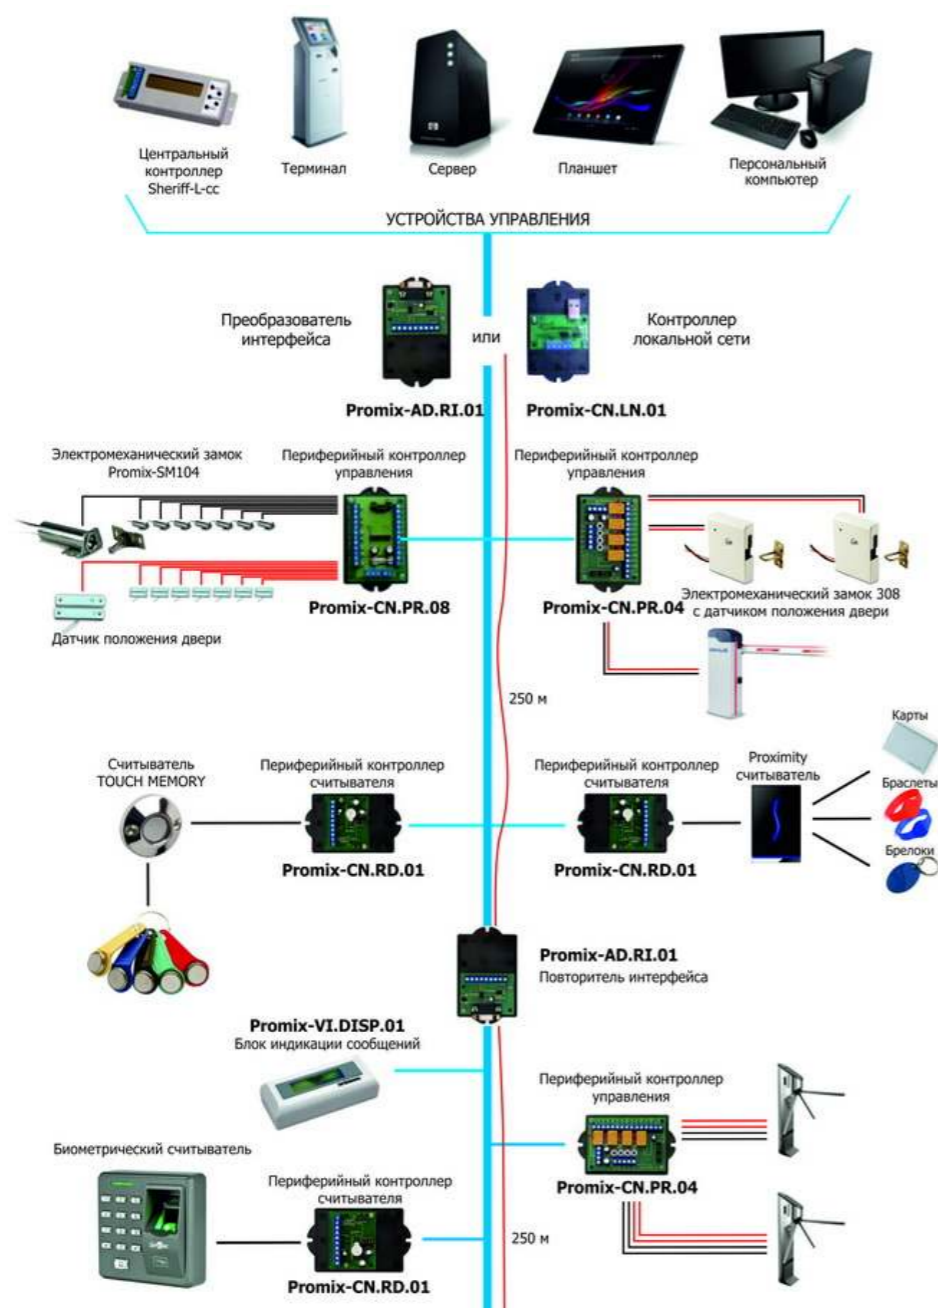 Центральный
контроллер
Sheriff-L-cc
Терминал
Сервер
Планшет
Персональный
компьютер
УСТРОЙСТВА УПРАВЛЕНИЯ
Преобразователь
интерфейса
или
Контроллер
локальной сети
Promix-AD.RI.01
Promix-CN.LN.01
Электромеханический замок
Promix-SM104
Периферийный контроллер
управления
Периферийный контроллер
управления
Promix-CN.PR.08
Promix-CN.PR.04
Электромеханический замок 308
с датчиком положения двери
Датчик положения двери
250 м
Считыватель
TOUCH MEMORY
Периферийный контроллер
считывателя
Периферийный контроллер
считывателя
Proximity
считыватель
Карты
Браслеты
Брелоки
Promix-CN.RD.01
Promix-CN.RD.01
Promix-AD.RI.01
Повторитель интерфейса
Promix-VI.DISP.01
Блок индикации сообщений
Периферийный контроллер
управления
Promix-CN.PR.04
Биометрический считыватель
Периферийный контроллер
считывателя
Promix-CN.RD.01
250 м